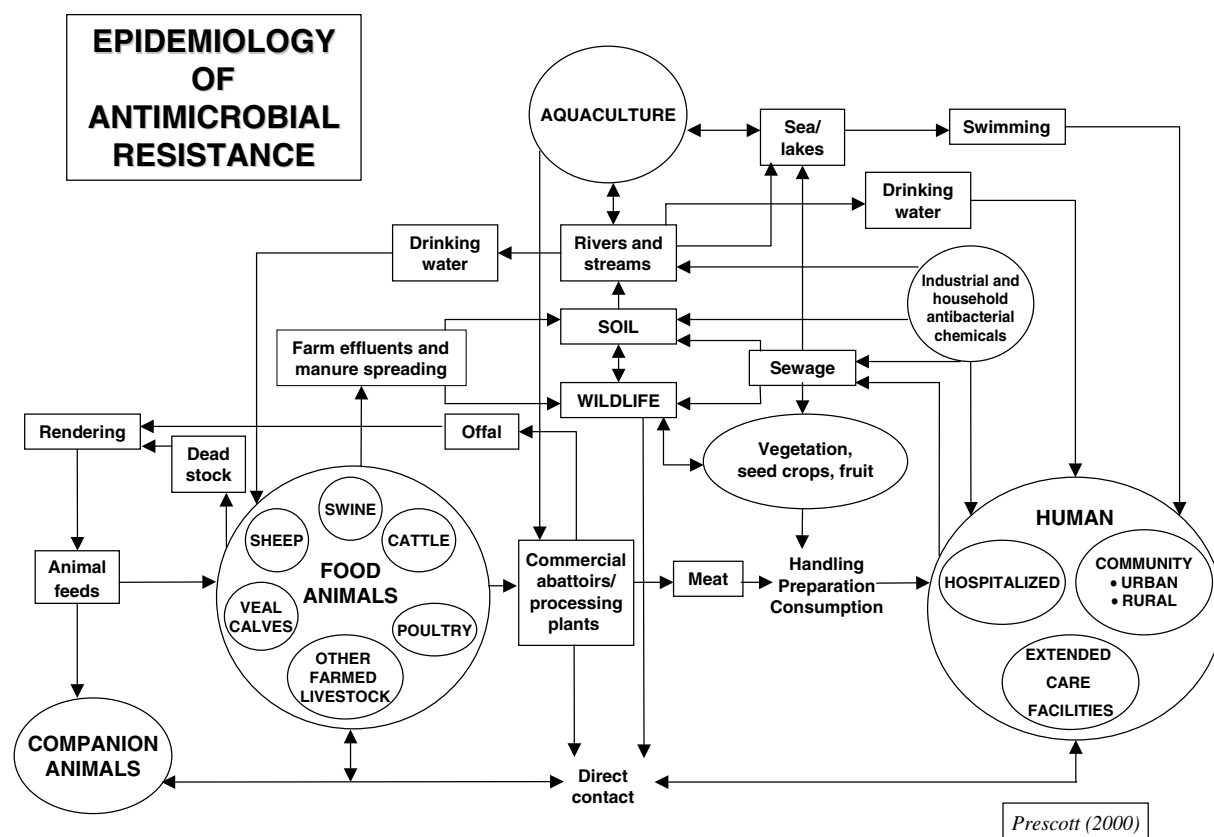 EPIDEMIOLOGY
OF
ANTIMICROBIAL
RESISTANCE
AQUACULTURE
Sea/
lakes
Swimming
Drinking
water
Drinking
water
Rivers and
streams
Industrial and
household
antibacterial
chemicals
SOIL
Farm effluents and
manure spreading
Sewage
WILDLIFE
Rendering
Offal
Dead
stock
Vegetation,
seed crops, fruit
SWINE
SHEEP
CATTLE
FOOD
ANIMALS
VEAL
CALVES
POULTRY
OTHER
FARMED
LIVESTOCK
Animal
feeds
Commercial
abattoirs/
processing
plants
Meat
Handling
Preparation
Consumption
HUMAN
HOSPITALIZED
COMMUNITY
• URBAN
• RURAL
EXTENDED
CARE
FACILITIES
COMPANION
ANIMALS
Direct
contact
Prescott (2000)